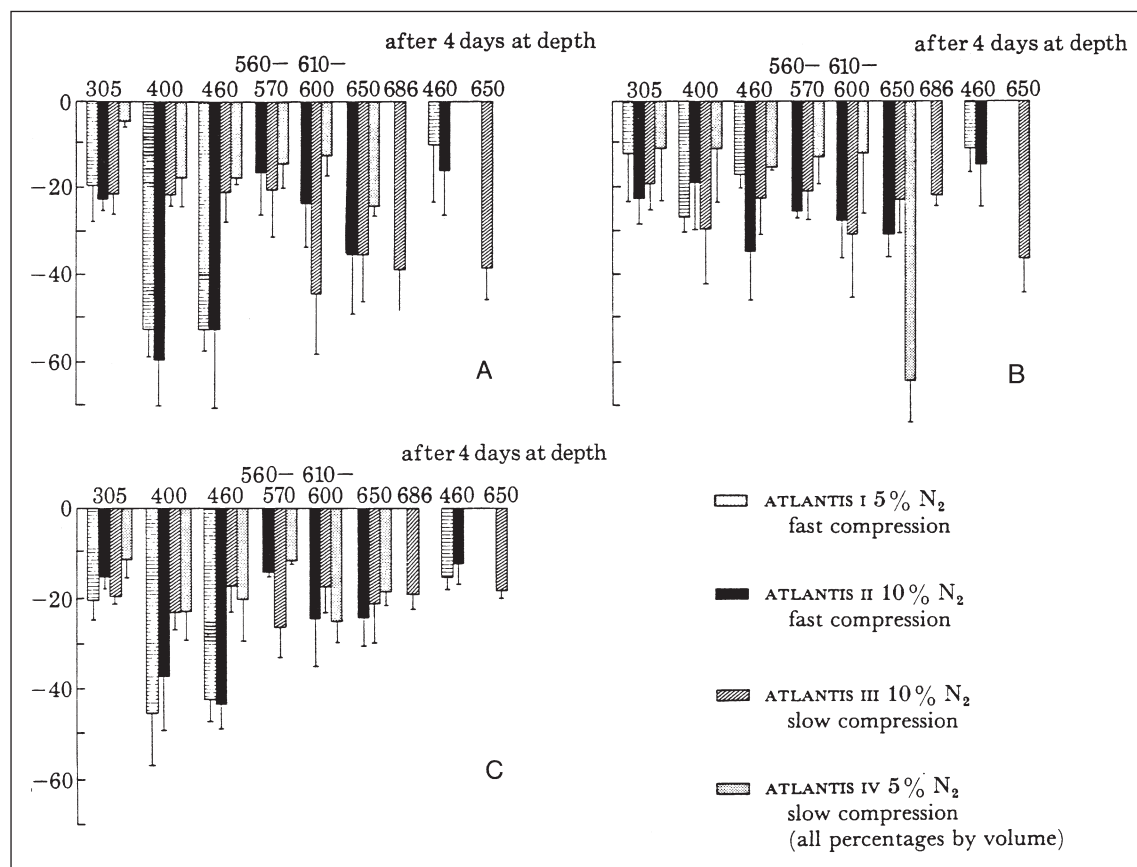 after 4 days at depth
560– 610–
305 400 460 570 600 650 686 460 650
0
–20
–40
–60
A
after 4 days at depth
560– 610–
305 400 460 570 600 650 686 460 650
0
–20
–40
–60
B
after 4 days at depth
560– 610–
305 400 460 570 600 650 686 460 650
0
–20
–40
–60
C
ATLANTIS I 5% N₂
fast compression
ATLANTIS II 10% N₂
fast compression
ATLANTIS III 10% N₂
slow compression
ATLANTIS IV 5% N₂
slow compression
(all percentages by volume)